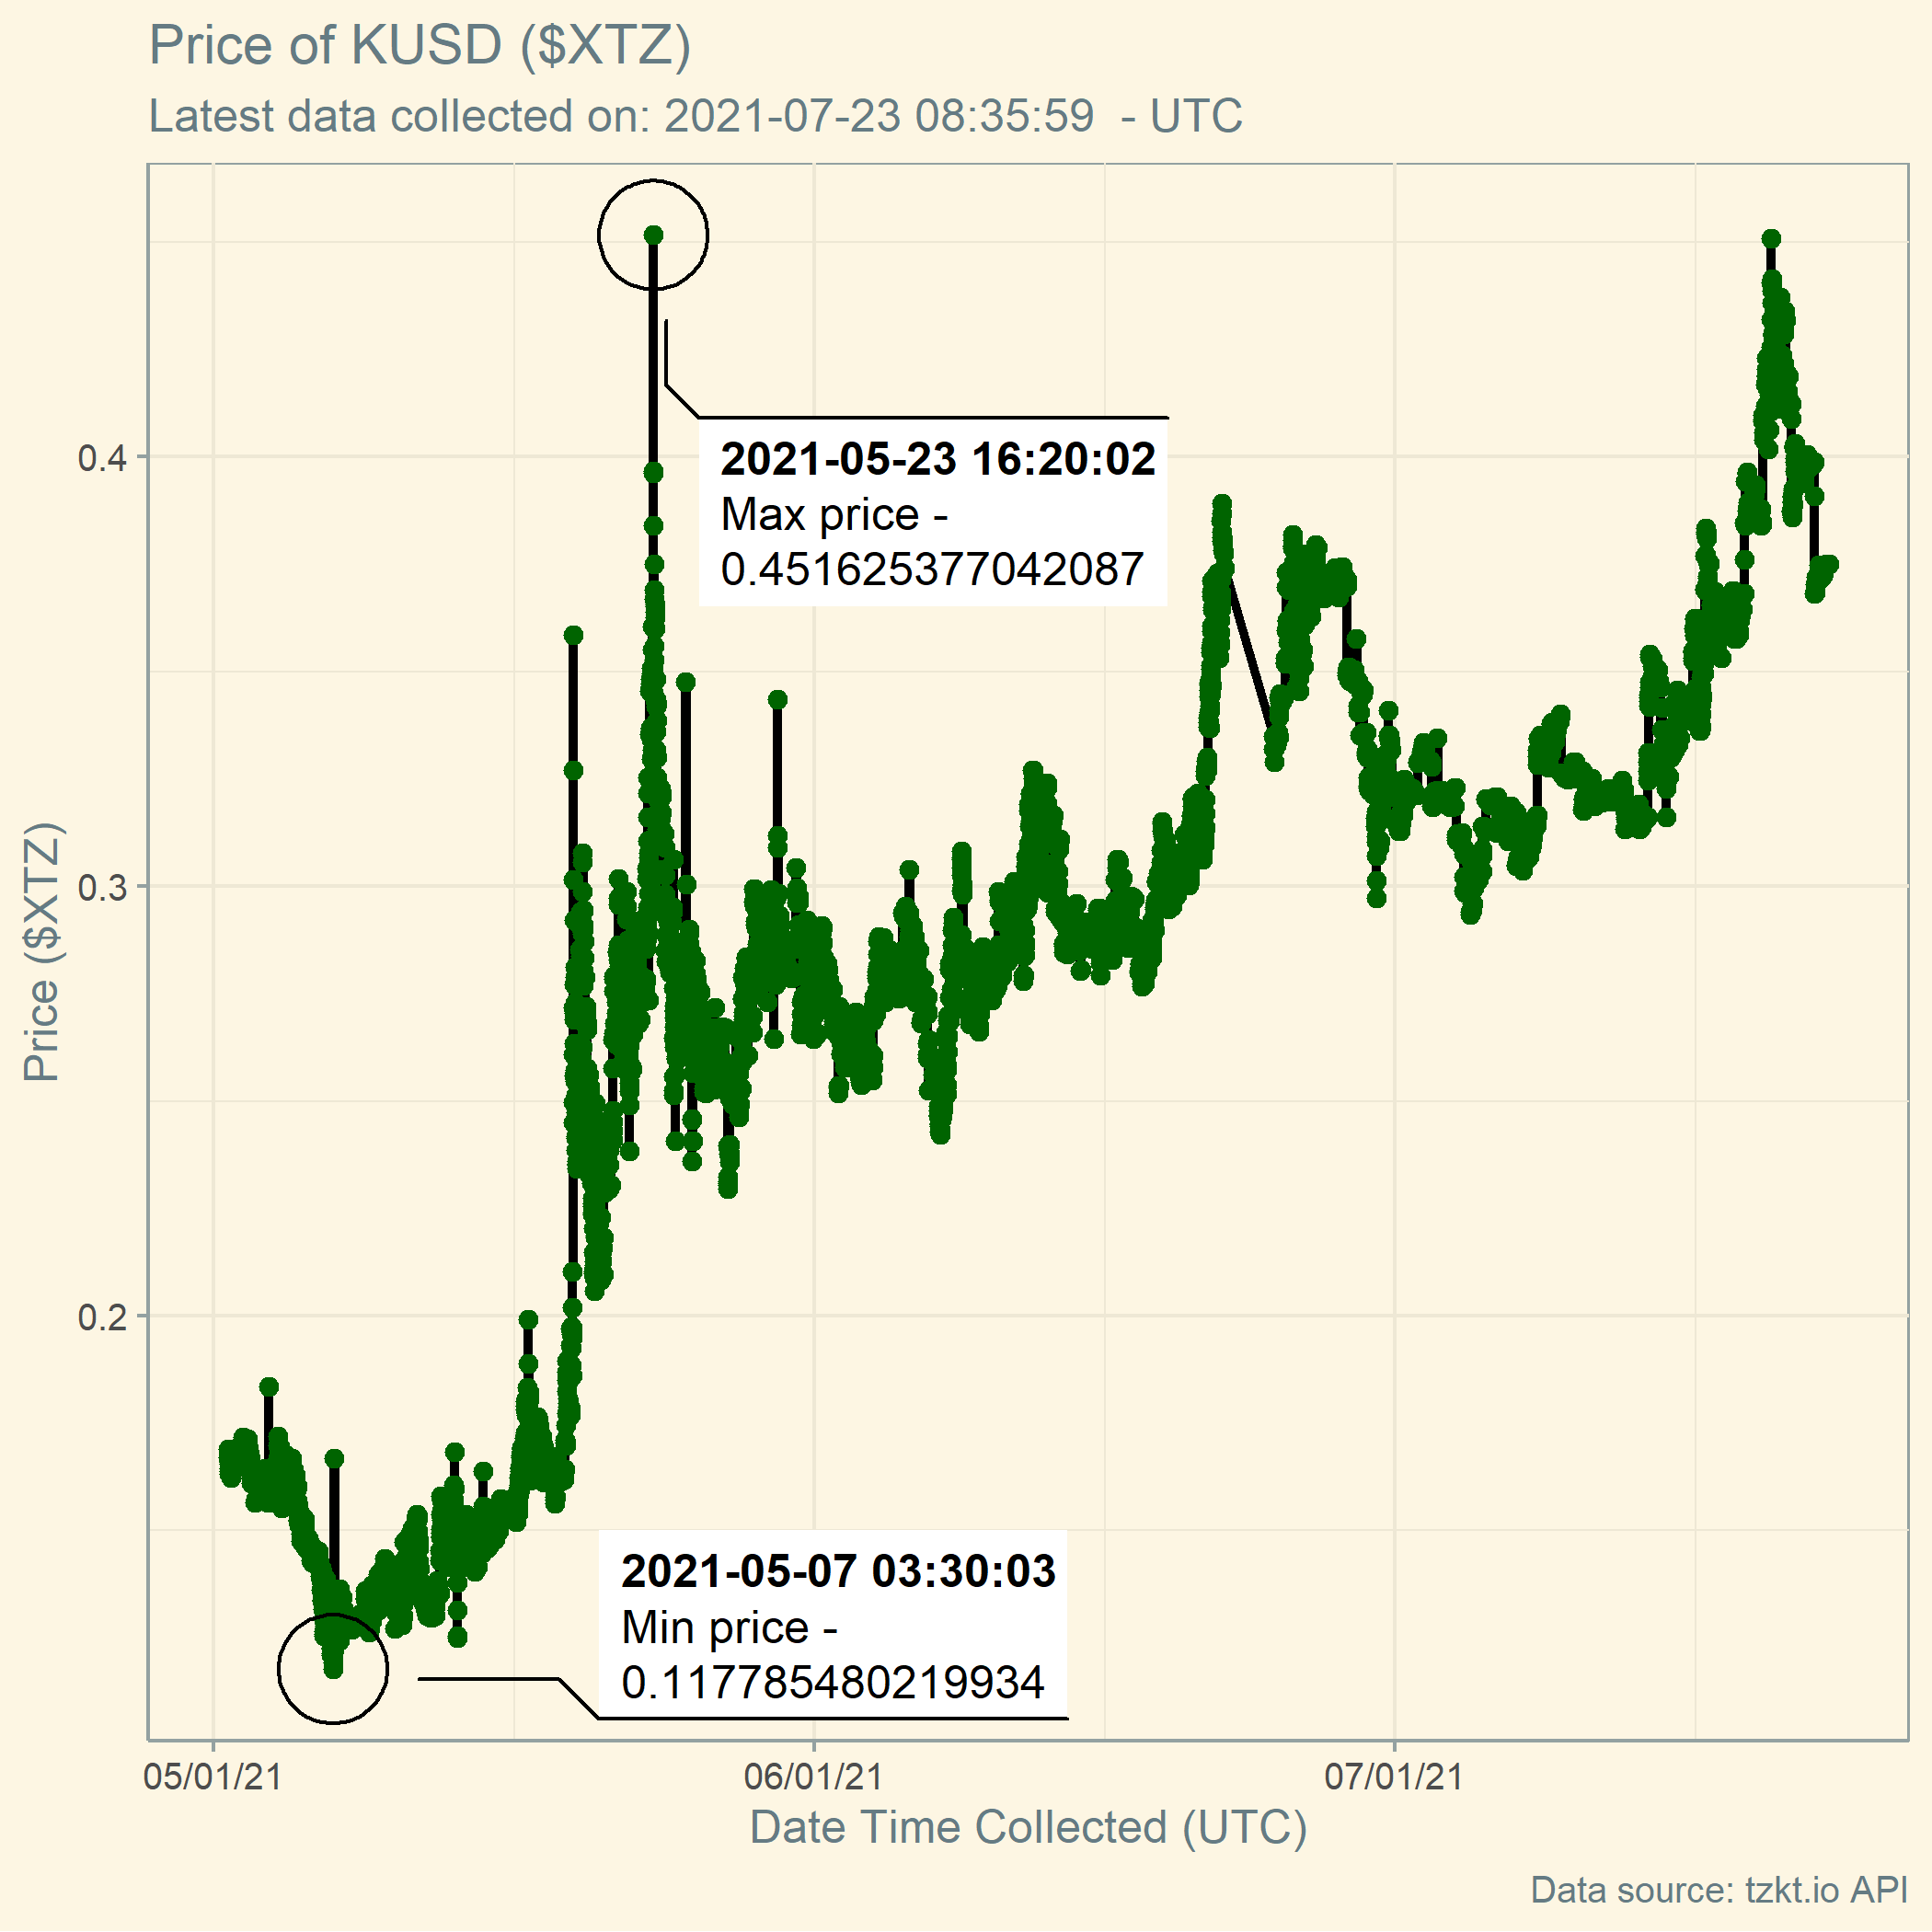 Price of KUSD ($XTZ)
Latest data collected on: 2021-07-23 08:35:59  - UTC
2021-05-23 16:20:02
Max price -
0.451625377042087
0.4
0.3
0.2
Price ($XTZ)
2021-05-07 03:30:03
Min price -
0.117785480219934
05/01/21
06/01/21
07/01/21
Date Time Collected (UTC)
Data source: tzkt.io API